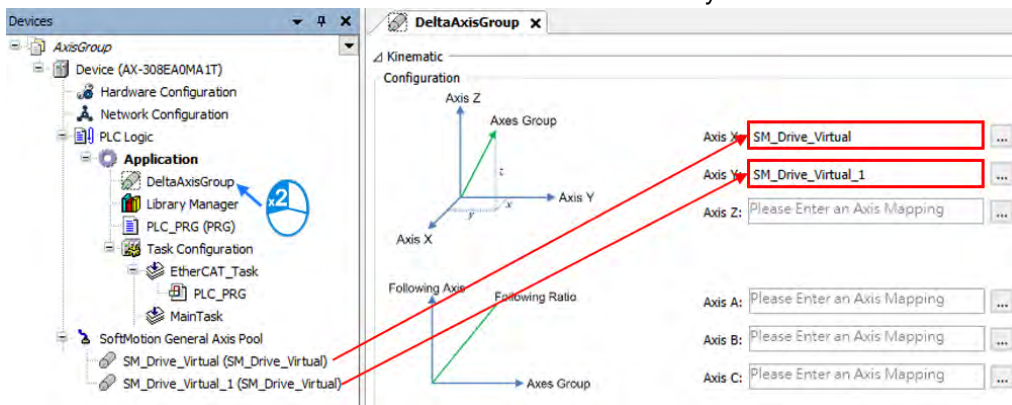 Devices
AxisGroup
Device (AX-308EA0MA1T)
Hardware Configuration
Network Configuration
PLC Logic
Application
DeltaAxisGroup
x2
Library Manager
PLC_PRG (PRG)
Task Configuration
EtherCAT_Task
PLC_PRG
MainTask
SoftMotion General Axis Pool
SM_Drive_Virtual (SM_Drive_Virtual)
SM_Drive_Virtual_1 (SM_Drive_Virtual)
DeltaAxisGroup
Kinematic
Configuration
Axis Z
Axes Group
z
Axis Y
x
y
Axis X
Axis X: SM_Drive_Virtual ...
Axis Y: SM_Drive_Virtual_1 ...
Axis Z: Please Enter an Axis Mapping ...
Following Axis
Following Ratio
Axes Group
Axis A: Please Enter an Axis Mapping ...
Axis B: Please Enter an Axis Mapping ...
Axis C: Please Enter an Axis Mapping ...